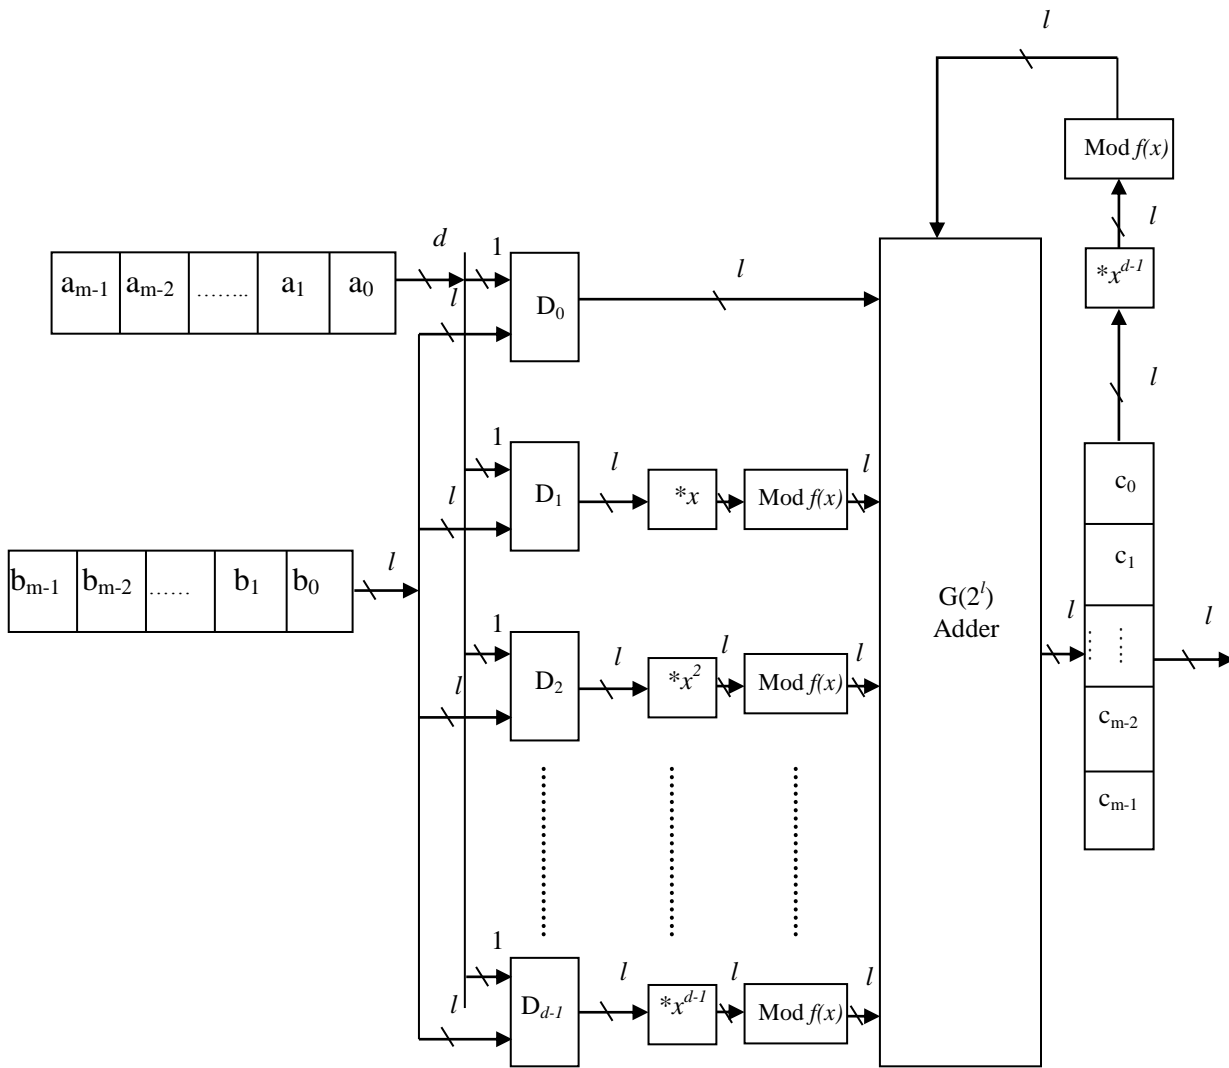 l
Mod f(x)
l
*x^{d-1}
l
d
1
l
l
a_{m-1} a_{m-2} …….. a_1 a_0
D_0
1
l
l
l
D_1
*x
Mod f(x)
c_0
c_1
b_{m-1} b_{m-2} …… b_1 b_0
l
G(2^l)
Adder
l
l
1
l
l
l
l
D_2
*x^2
Mod f(x)
c_{m-2}
c_{m-1}
1
l
l
l
l
D_{d-1}
*x^{d-1}
Mod f(x)